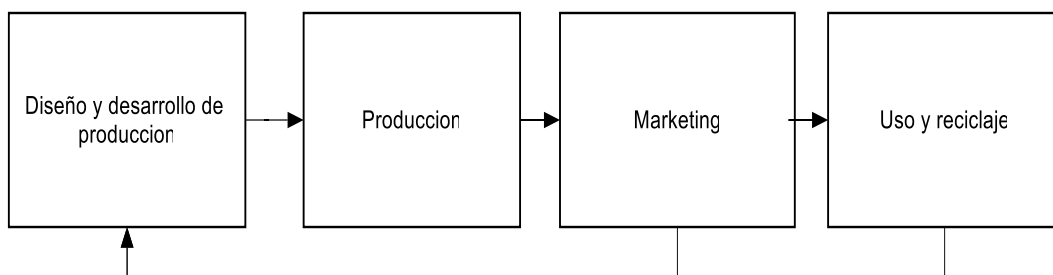 Diseño y desarrollo de
produccion
Produccion
Marketing
Uso y reciclaje